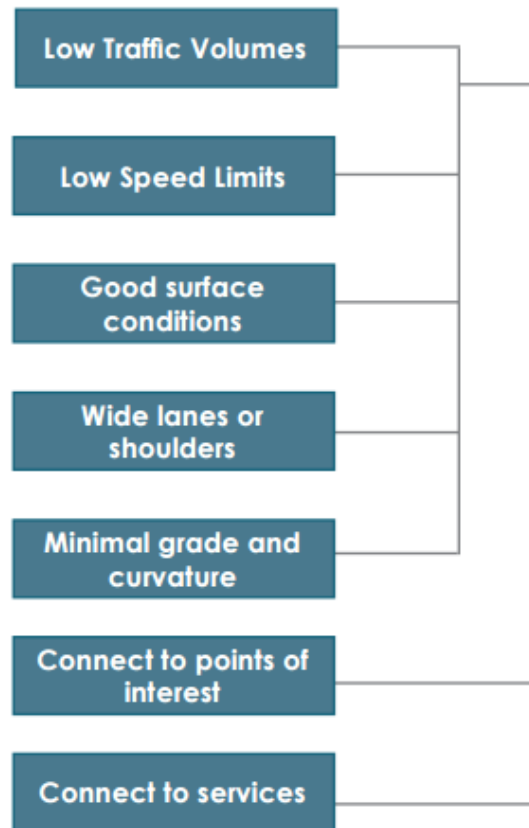 Low Traffic Volumes
Low Speed Limits
Good surface
conditions
Wide lanes or
shoulders
Minimal grade and
curvature
Connect to points of
interest
Connect to services